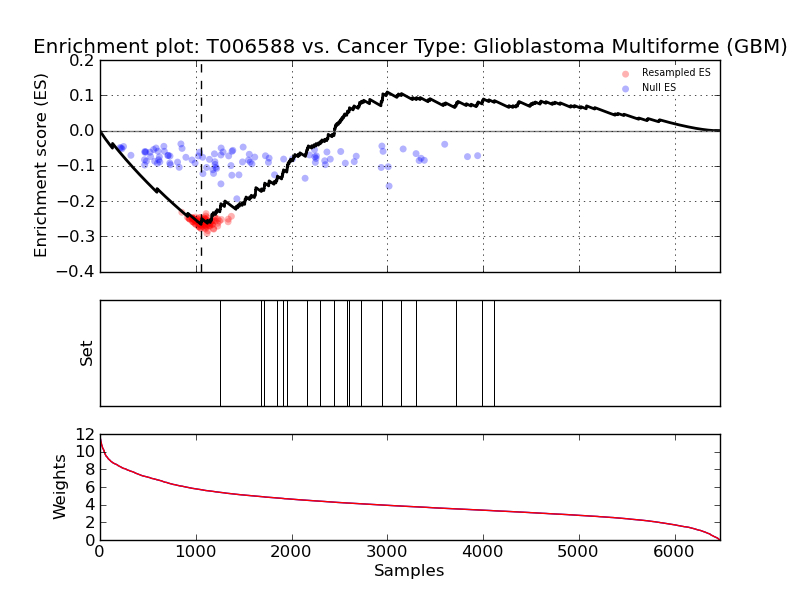 Enrichment plot: T006588 vs. Cancer Type: Glioblastoma Multiforme (GBM)
0.2
0.1
0.0
−0.1
−0.2
−0.3
−0.4
Enrichment score (ES)
Resampled ES
Null ES
Set
12
10
8
6
4
2
0
Weights
0 1000 2000 3000 4000 5000 6000
Samples